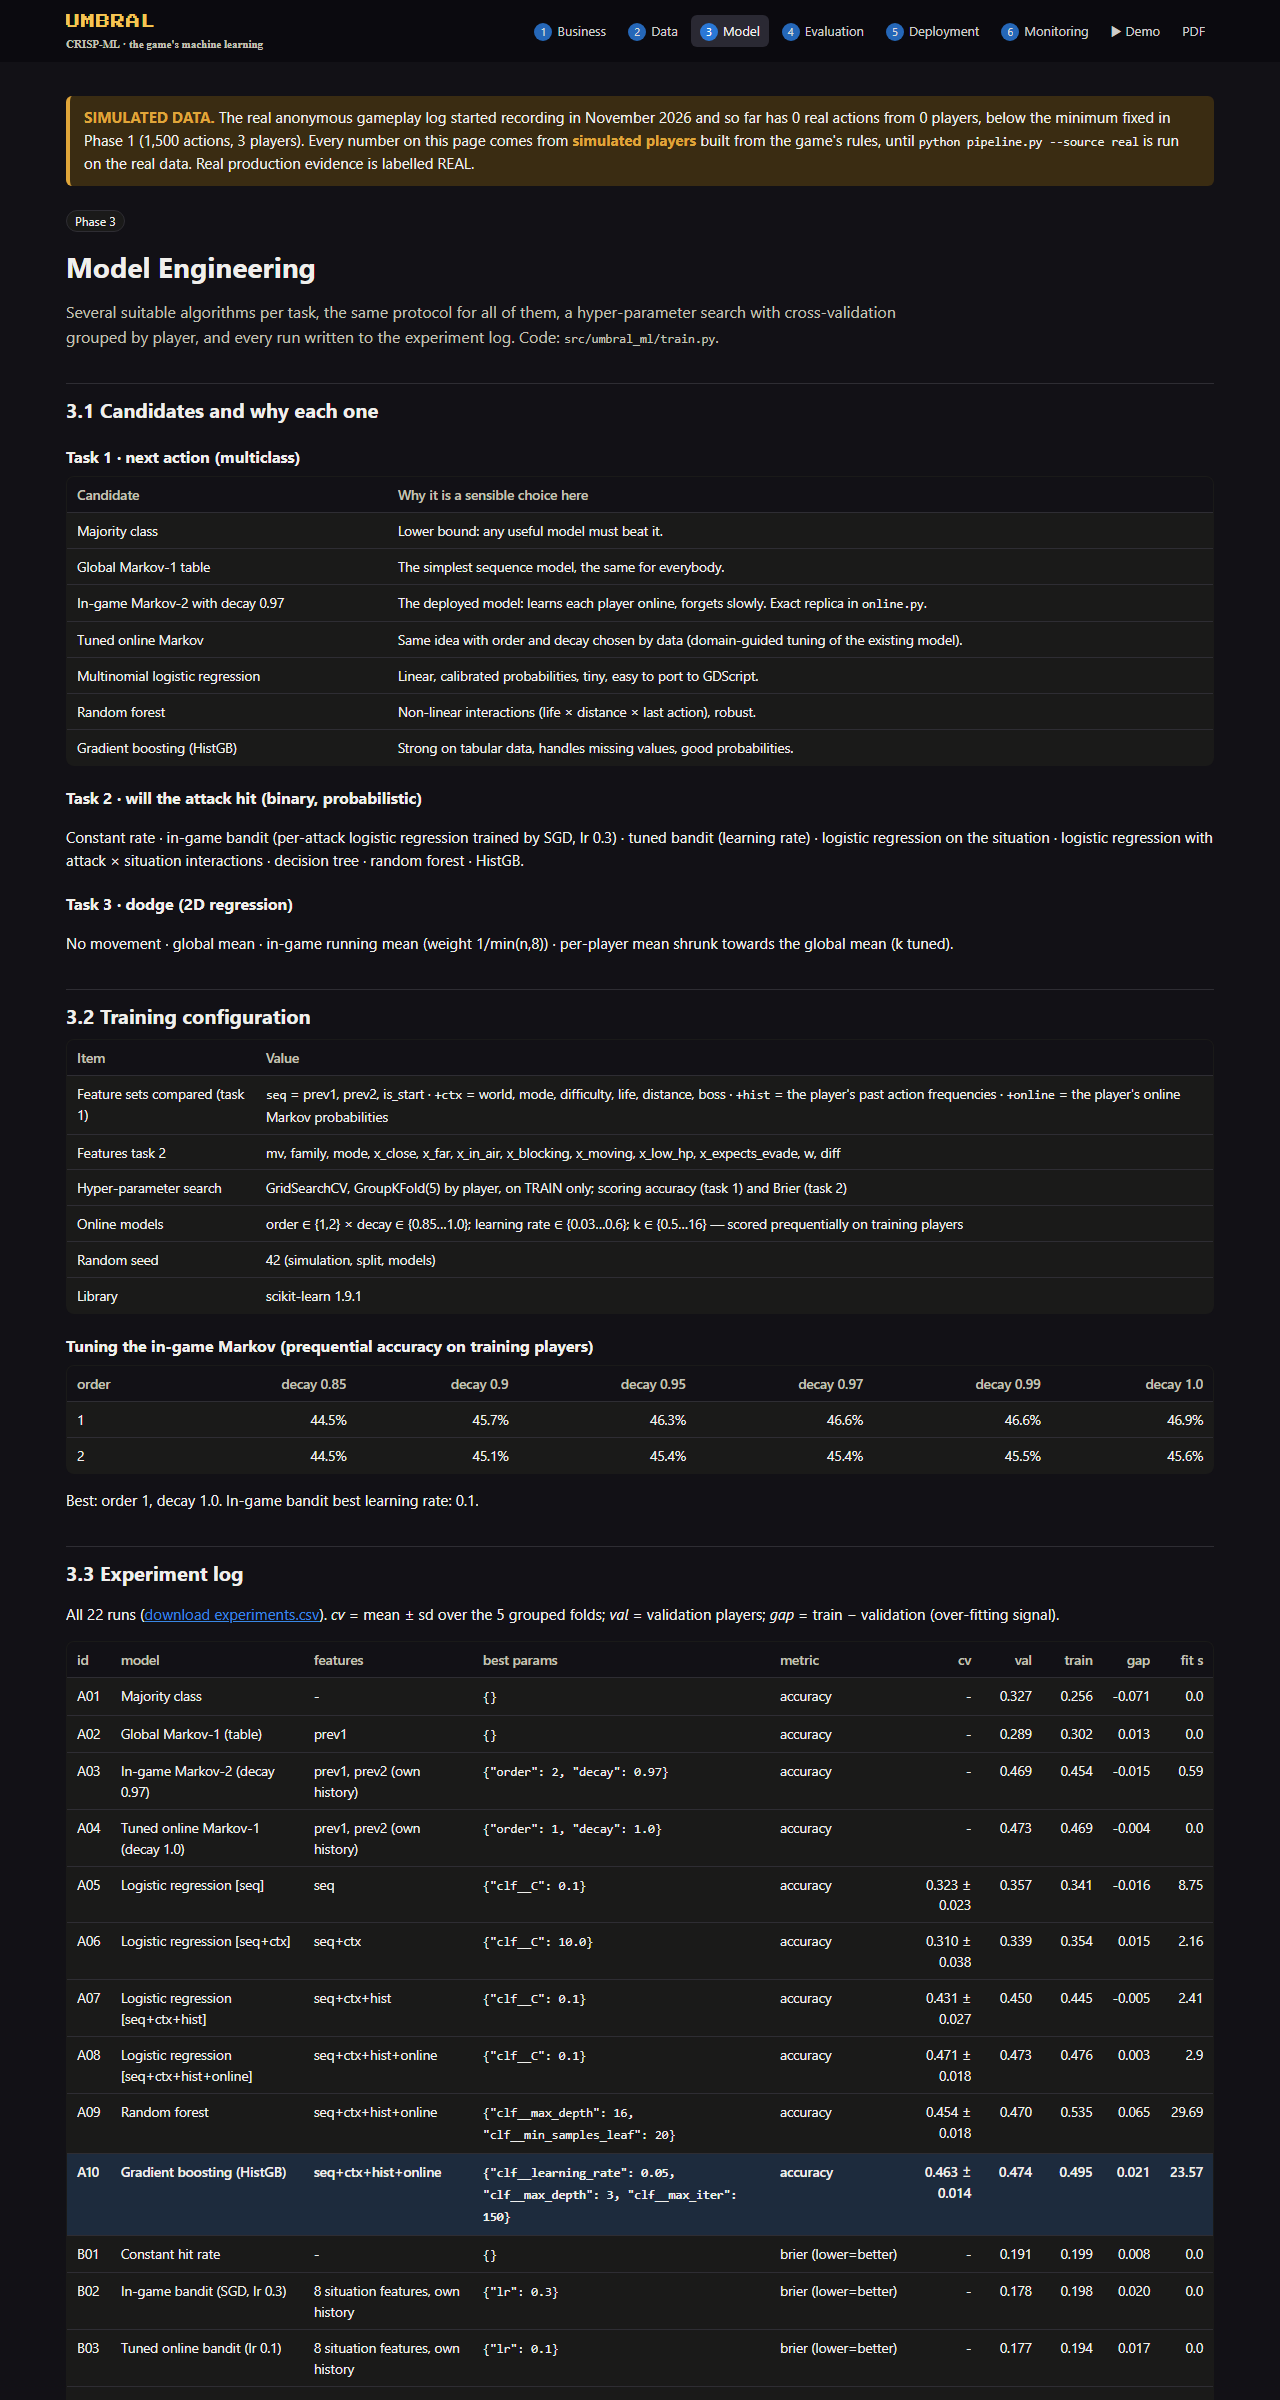 UMBRAL
CRISP-ML · the game's machine learning
1 Business
2 Data
3 Model
4 Evaluation
5 Deployment
6 Monitoring
▶ Demo
PDF
SIMULATED DATA. The real anonymous gameplay log started recording in November 2026 and so far has 0 real actions from 0 players, below the minimum fixed in
Phase 1 (1,500 actions, 3 players). Every number on this page comes from simulated players built from the game's rules, until python pipeline.py --source real is run
on the real data. Real production evidence is labelled REAL.
Phase 3
Model Engineering
Several suitable algorithms per task, the same protocol for all of them, a hyper-parameter search with cross-validation
grouped by player, and every run written to the experiment log. Code: src/umbral_ml/train.py.
3.1 Candidates and why each one
Task 1 · next action (multiclass)
Candidate Why it is a sensible choice here
Majority class Lower bound: any useful model must beat it.
Global Markov-1 table The simplest sequence model, the same for everybody.
In-game Markov-2 with decay 0.97 The deployed model: learns each player online, forgets slowly. Exact replica in online.py.
Tuned online Markov Same idea with order and decay chosen by data (domain-guided tuning of the existing model).
Multinomial logistic regression Linear, calibrated probabilities, tiny, easy to port to GDScript.
Random forest Non-linear interactions (life × distance × last action), robust.
Gradient boosting (HistGB) Strong on tabular data, handles missing values, good probabilities.
Task 2 · will the attack hit (binary, probabilistic)
Constant rate · in-game bandit (per-attack logistic regression trained by SGD, lr 0.3) · tuned bandit (learning rate) · logistic regression on the situation · logistic regression with
attack × situation interactions · decision tree · random forest · HistGB.
Task 3 · dodge (2D regression)
No movement · global mean · in-game running mean (weight 1/min(n,8)) · per-player mean shrunk towards the global mean (k tuned).
3.2 Training configuration
Item Value
Feature sets compared (task 1) seq = prev1, prev2, is_start · +ctx = world, mode, difficulty, life, distance, boss · +hist = the player's past action frequencies · +online = the player's online
Markov probabilities
Features task 2 mv, family, mode, x_close, x_far, x_in_air, x_blocking, x_moving, x_low_hp, x_expects_evade, w, diff
Hyper-parameter search GridSearchCV, GroupKFold(5) by player, on TRAIN only; scoring accuracy (task 1) and Brier (task 2)
Online models order ∈ {1,2} × decay ∈ {0.85…1.0}; learning rate ∈ {0.03…0.6}; k ∈ {0.5…16} — scored prequentially on training players
Random seed 42 (simulation, split, models)
Library scikit-learn 1.9.1
Tuning the in-game Markov (prequential accuracy on training players)
order decay 0.85 decay 0.9 decay 0.95 decay 0.97 decay 0.99 decay 1.0
1 44.5% 45.7% 46.3% 46.6% 46.6% 46.9%
2 44.5% 45.1% 45.4% 45.4% 45.5% 45.6%
Best: order 1, decay 1.0. In-game bandit best learning rate: 0.1.
3.3 Experiment log
All 22 runs (download experiments.csv). cv = mean ± sd over the 5 grouped folds; val = validation players; gap = train − validation (over-fitting signal).
id model features best params metric cv val train gap fit s
A01 Majority class - {} accuracy - 0.327 0.256 -0.071 0.0
A02 Global Markov-1 (table) prev1 {} accuracy - 0.289 0.302 0.013 0.0
A03 In-game Markov-2 (decay 0.97) prev1, prev2 (own history) {"order": 2, "decay": 0.97} accuracy - 0.469 0.454 -0.015 0.59
A04 Tuned online Markov-1 (decay 1.0) prev1, prev2 (own history) {"order": 1, "decay": 1.0} accuracy - 0.473 0.469 -0.004 0.0
A05 Logistic regression [seq] seq {"clf__C": 0.1} accuracy 0.323 ± 0.023 0.357 0.341 -0.016 8.75
A06 Logistic regression [seq+ctx] seq+ctx {"clf__C": 10.0} accuracy 0.310 ± 0.038 0.339 0.354 0.015 2.16
A07 Logistic regression [seq+ctx+hist] seq+ctx+hist {"clf__C": 0.1} accuracy 0.431 ± 0.027 0.450 0.445 -0.005 2.41
A08 Logistic regression [seq+ctx+hist+online] seq+ctx+hist+online {"clf__C": 0.1} accuracy 0.471 ± 0.018 0.473 0.476 0.003 2.9
A09 Random forest seq+ctx+hist+online {"clf__max_depth": 16, "clf__min_samples_leaf": 20} accuracy 0.454 ± 0.018 0.470 0.535 0.065 29.69
A10 Gradient boosting (HistGB) seq+ctx+hist+online {"clf__learning_rate": 0.05, "clf__max_depth": 3, "clf__max_iter": 150} accuracy 0.463 ± 0.014 0.474 0.495 0.021 23.57
B01 Constant hit rate - {} brier (lower=better) - 0.191 0.199 0.008 0.0
B02 In-game bandit (SGD, lr 0.3) 8 situation features, own history {"lr": 0.3} brier (lower=better) - 0.178 0.198 0.020 0.0
B03 Tuned online bandit (lr 0.1) 8 situation features, own history {"lr": 0.1} brier (lower=better) - 0.177 0.194 0.017 0.0